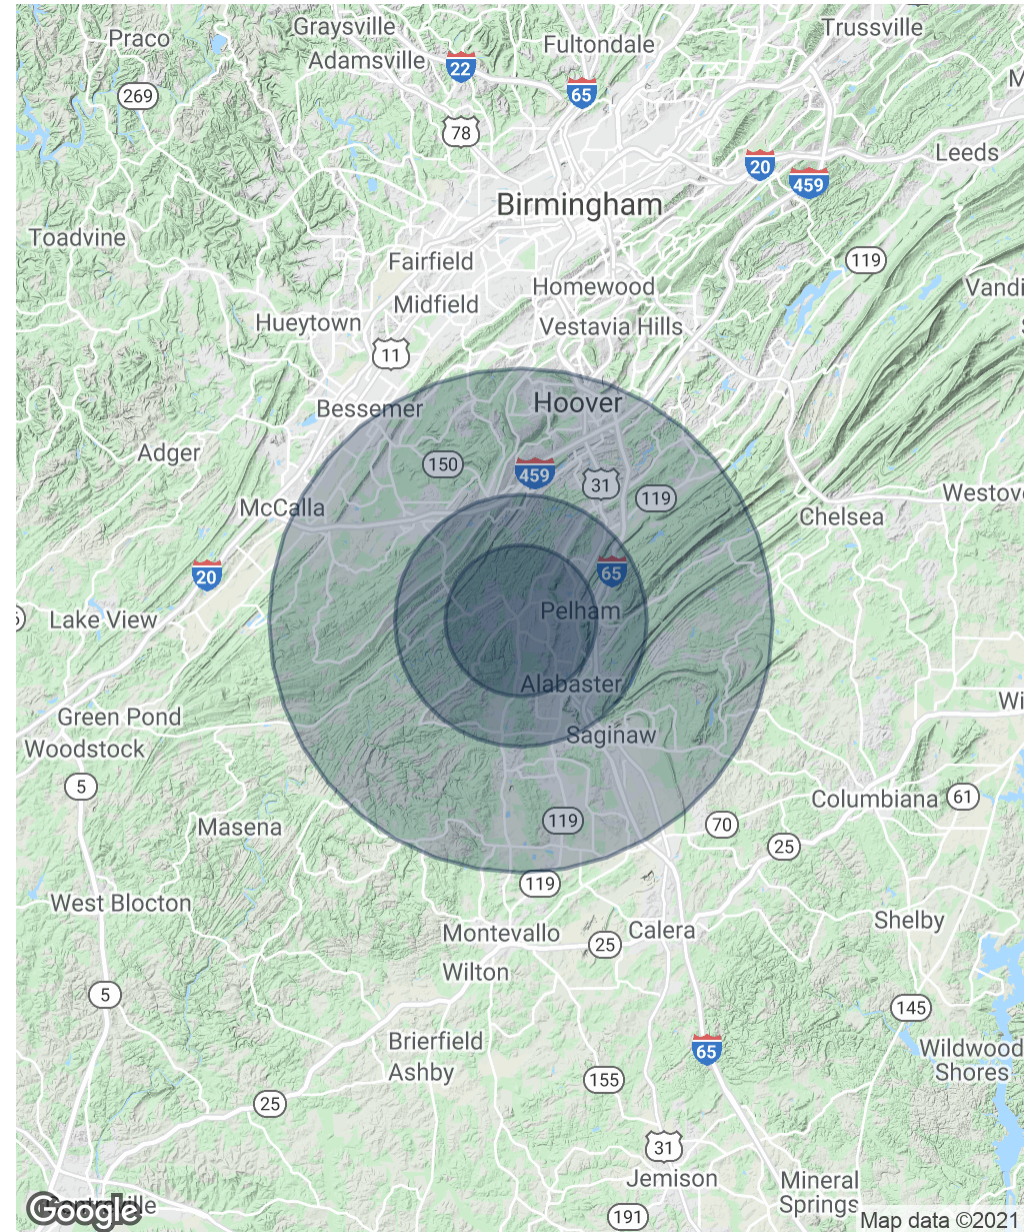 Praco
Graysville
Trussville
Adamsville
Fultondale
22
65
269
78
Leeds
20
459
Birmingham
Toadvine
119
Fairfield
Homewood
Midfield
Hueytown
Vestavia Hills
11
Hoover
Bessemer
Adger
150
459
31
119
McCalla
Chelsea
20
65
Pelham
Lake View
Alabaster
Green Pond
Saginaw
Woodstock
5
Columbiana
61
119
70
Masena
25
119
West Blocton
Shelby
Montevallo
25
Calera
Wilton
5
145
Brierfield
65
Wildwood
Shores
Ashby
155
25
31
Jemison
Mineral
Springs
Google
191
Map data ©2021